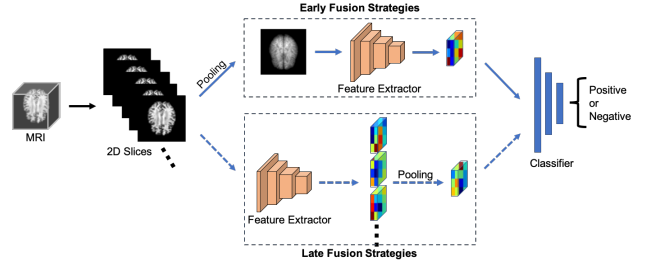 Early Fusion Strategies
Pooling
Feature Extractor
MRI
2D Slices
Positive
or
Negative
Classifier
Pooling
Feature Extractor
Late Fusion Strategies